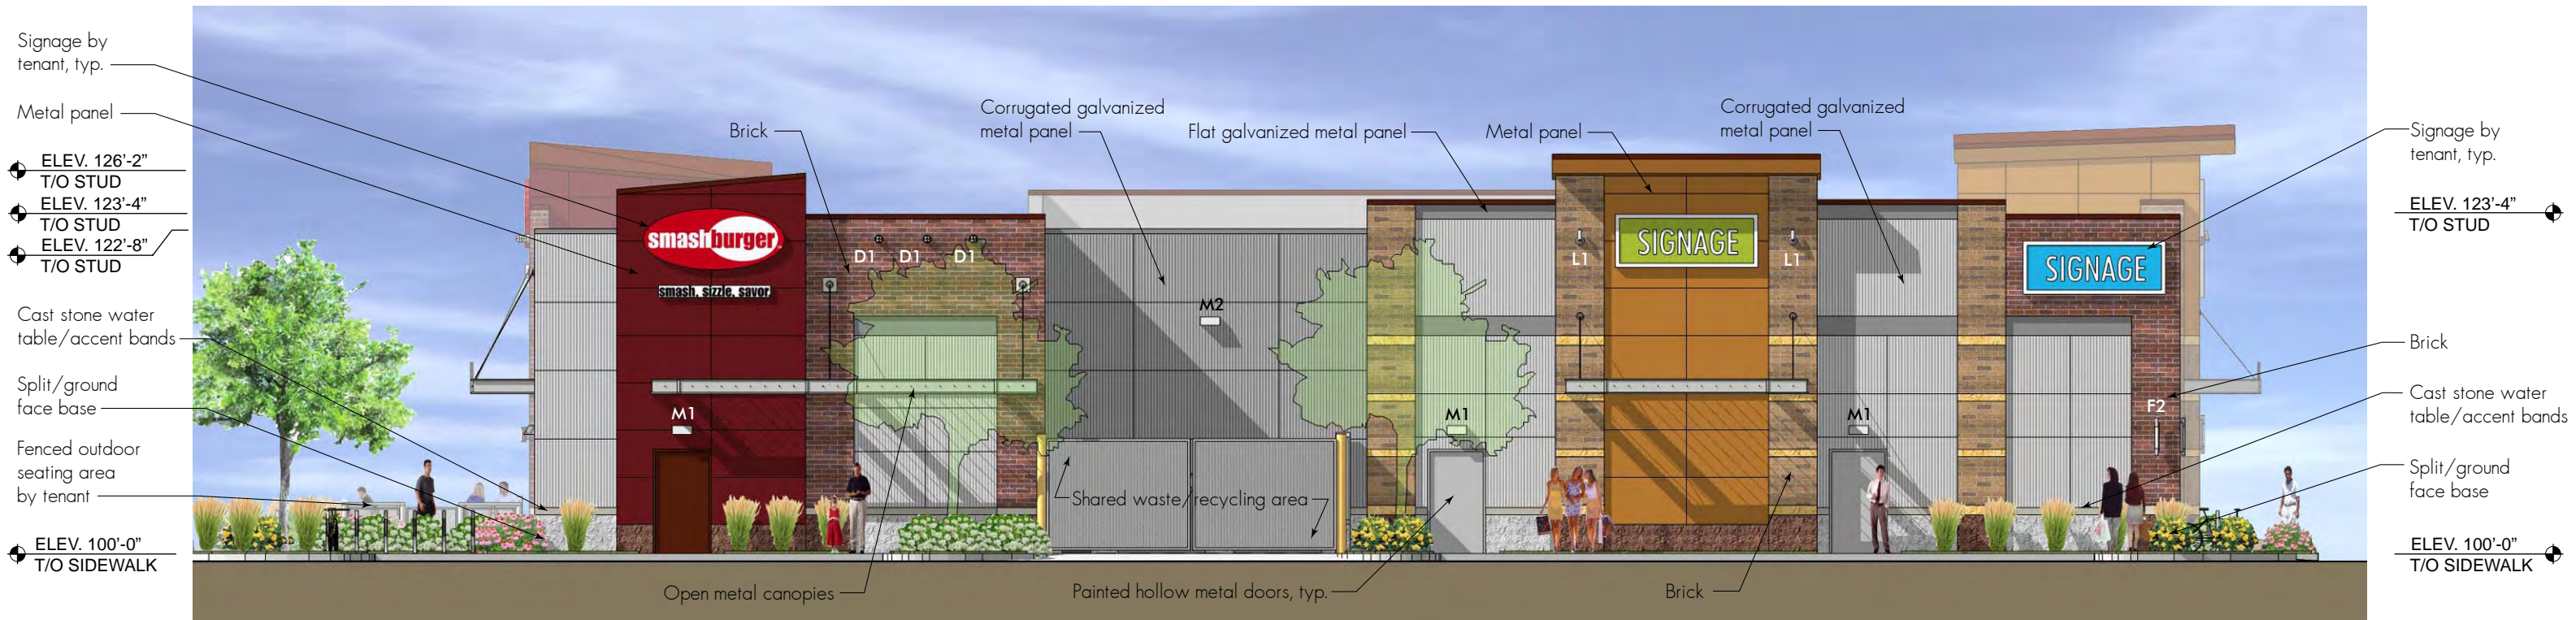 Signage by
tenant, typ.
Metal panel
ELEV. 126'-2"
T/O STUD
ELEV. 123'-4"
T/O STUD
ELEV. 122'-8"
T/O STUD
Cast stone water
table/accent bands
Split/ground
face base
Fenced outdoor
seating area
by tenant
ELEV. 100'-0"
T/O SIDEWALK
Brick
Corrugated galvanized
metal panel
Flat galvanized metal panel
Metal panel
Corrugated galvanized
metal panel
smashburger
smash. sizzle. savor.
D1 D1 D1
M2
L1
SIGNAGE
L1
SIGNAGE
M1
M1
M1
F2
Shared waste/recycling area
Open metal canopies
Painted hollow metal doors, typ.
Brick
Signage by
tenant, typ.
ELEV. 123'-4"
T/O STUD
Brick
Cast stone water
table/accent bands
Split/ground
face base
ELEV. 100'-0"
T/O SIDEWALK